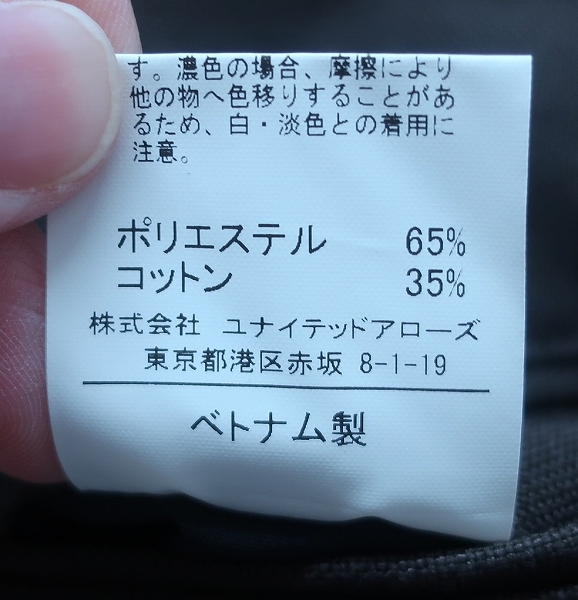 す。濃色の場合、摩擦により
他の物へ色移りすることがあ
るため、白・淡色との着用に
注意。
ポリエステル 65%
コットン 35%
株式会社 ユナイテッドアローズ
東京都港区赤坂 8-1-19
ベトナム製